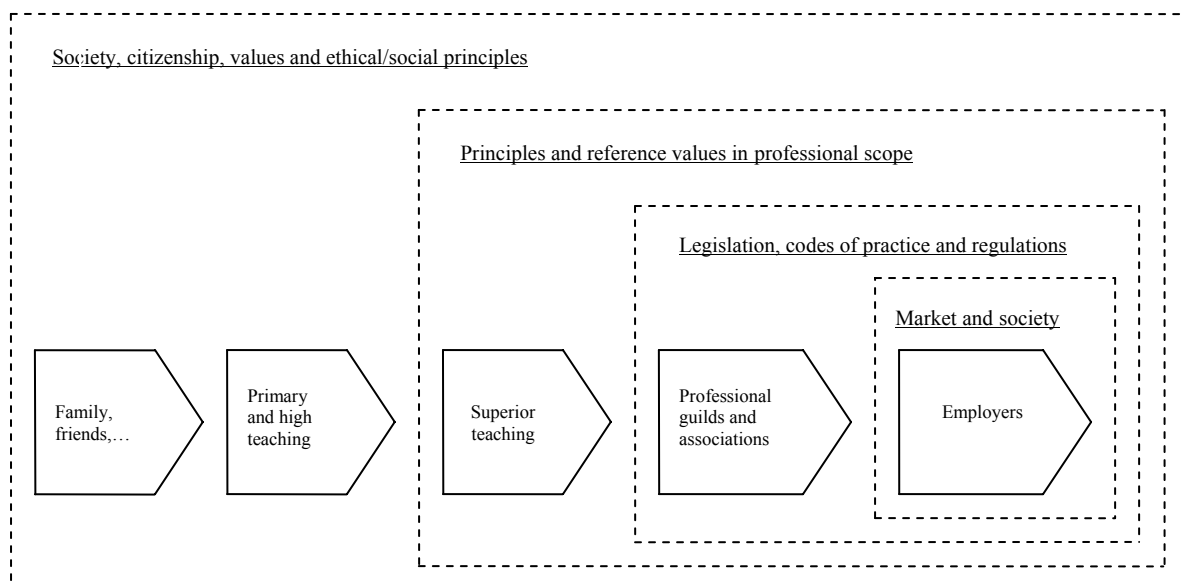 Society, citizenship, values and ethical/social principles
Principles and reference values in professional scope
Legislation, codes of practice and regulations
Market and society
Family,
friends,…
Primary
and high
teaching
Superior
teaching
Professional
guilds and
associations
Employers